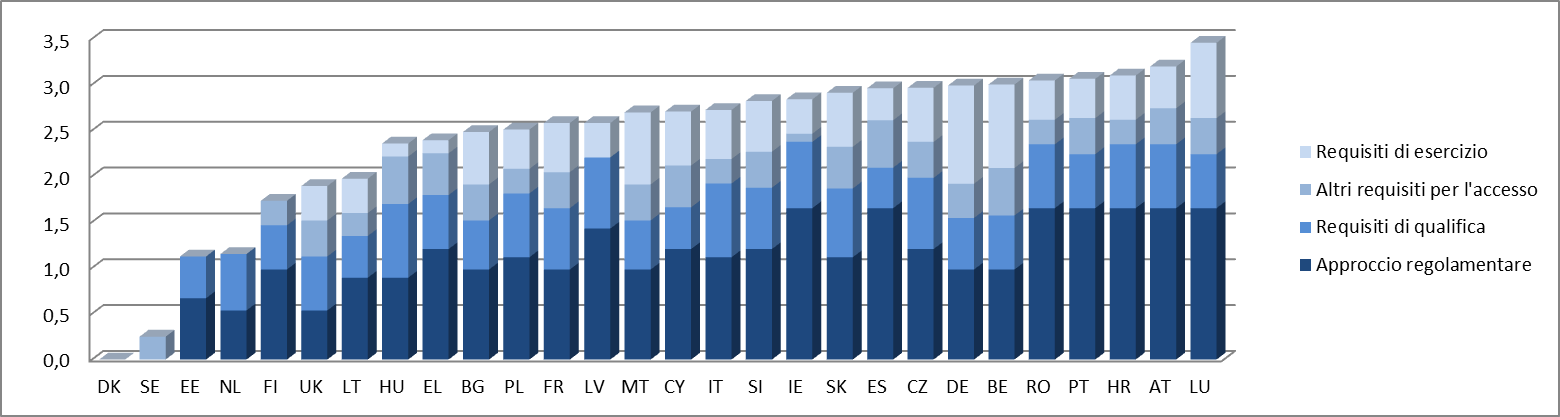 3,5
3,0
2,5
2,0
1,5
1,0
0,5
0,0
DK SE EE NL FI UK LT HU EL BG PL FR LV MT CY IT SI IE SK ES CZ DE BE RO PT HR AT LU
Requisiti di esercizio
Altri requisiti per l'accesso
Requisiti di qualifica
Approccio regolamentare